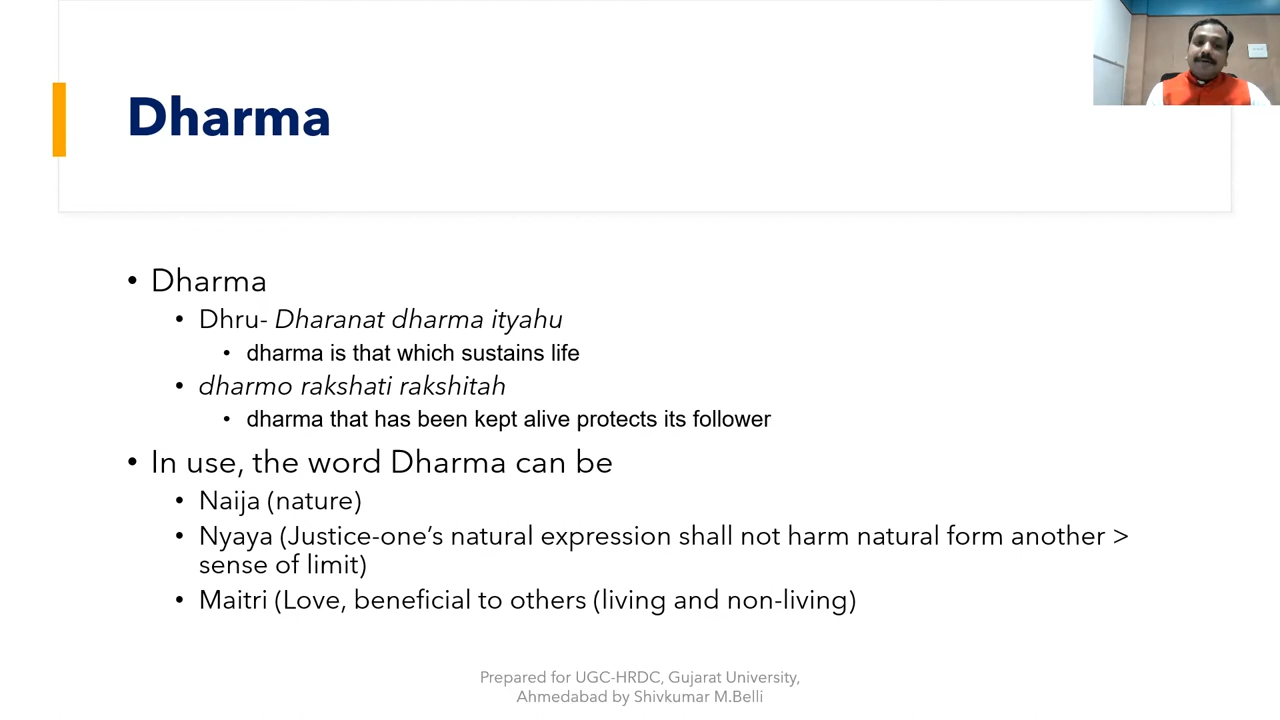 Dharma
• Dharma
• Dhru- Dharanat dharma ityahu
• dharma is that which sustains life
• dharmo rakshati rakshitah
• dharma that has been kept alive protects its follower
• In use, the word Dharma can be
• Naija (nature)
• Nyaya (Justice-one’s natural expression shall not harm natural form another >
sense of limit)
• Maitri (Love, beneficial to others (living and non-living)
Prepared for UGC-HRDC, Gujarat University,
Ahmedabad by Shivkumar M.Belli